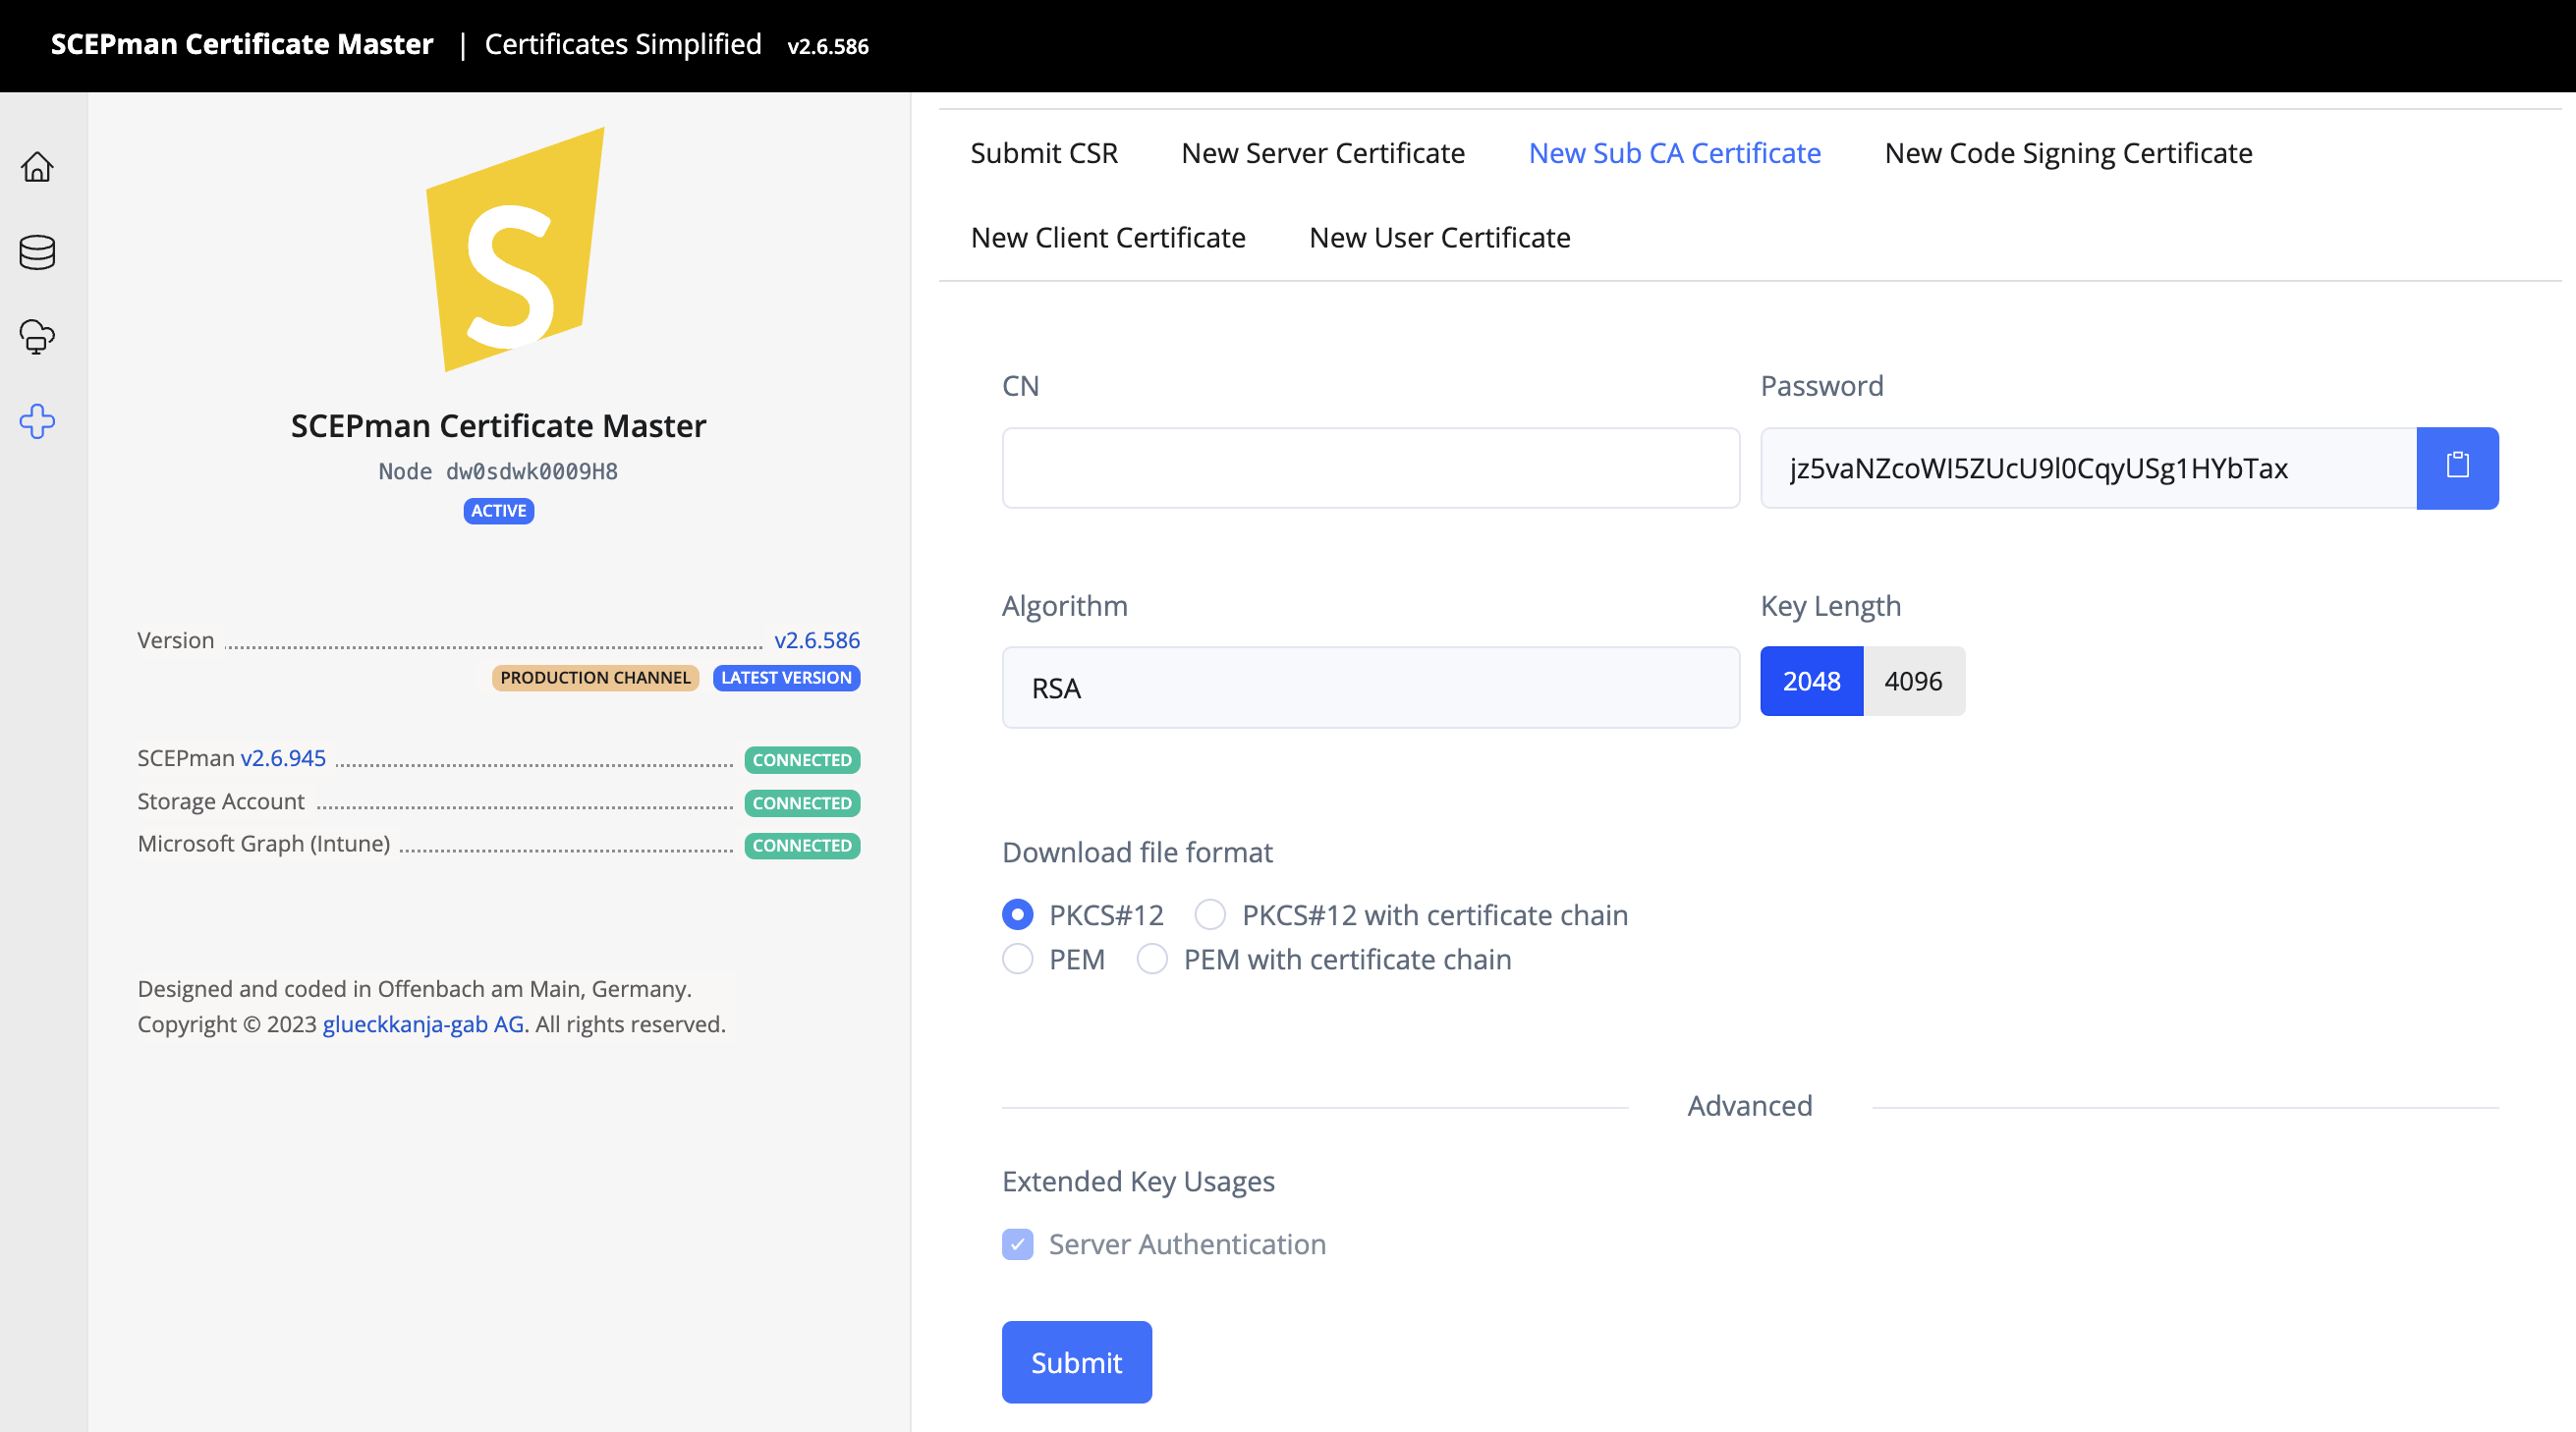 SCEPman Certificate Master | Certificates Simplified v2.6.586
S
SCEPman Certificate Master
Node dw0sdwk0009H8
ACTIVE
Version v2.6.586
PRODUCTION CHANNEL LATEST VERSION
SCEPman v2.6.945 CONNECTED
Storage Account CONNECTED
Microsoft Graph (Intune) CONNECTED
Designed and coded in Offenbach am Main, Germany.
Copyright © 2023 glueckkanja-gab AG. All rights reserved.
Submit CSR New Server Certificate New Sub CA Certificate New Code Signing Certificate
New Client Certificate New User Certificate
CN Password
jz5vaNZcoWI5ZUcU9l0CqyUSg1HYbTax
Algorithm Key Length
RSA 2048 4096
Download file format
PKCS#12 PKCS#12 with certificate chain
PEM PEM with certificate chain
Advanced
Extended Key Usages
Server Authentication
Submit